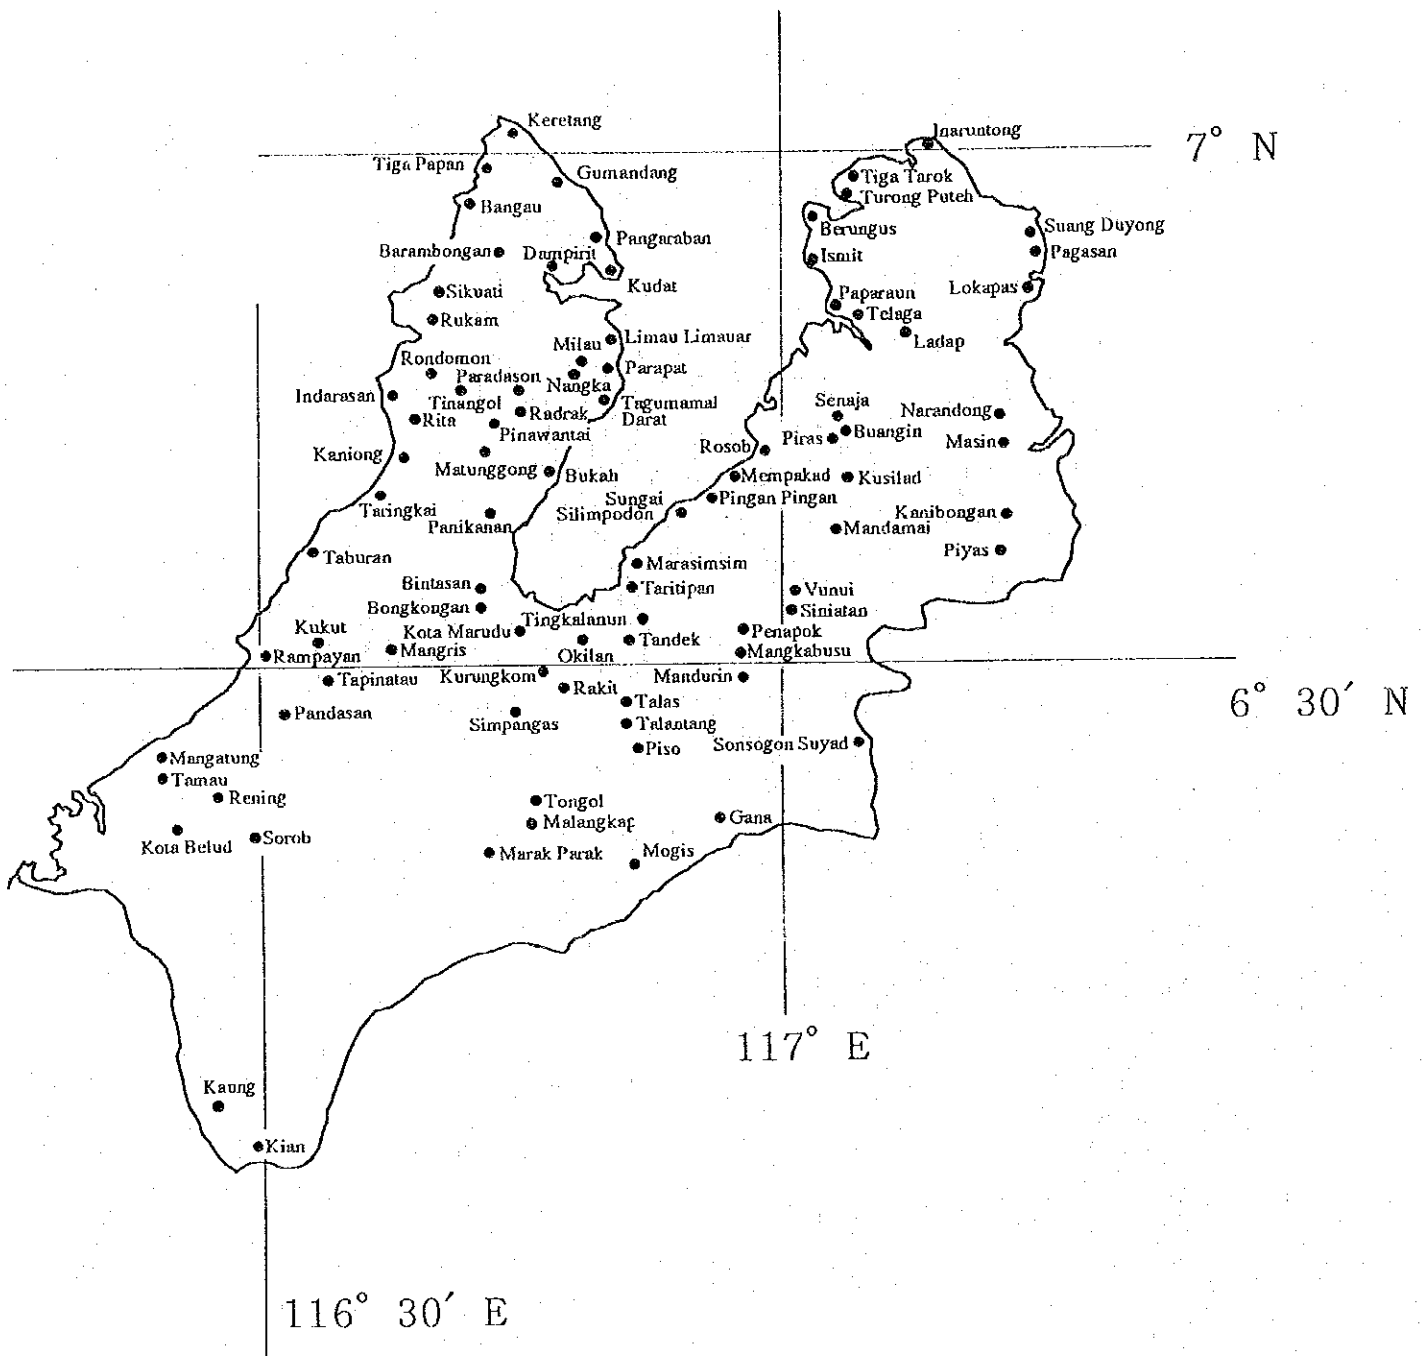 Keretang
Inaruntong
7° N
Tiga Papan
Gumandang
Tiga Tarok
Turong Puteh
Bangau
Berungus
Suang Duyong
Pangaraban
Barambongan
Dampirit
Ismit
Pagasan
Kudat
Lokapas
Sikuati
Paparaun
Telaga
Rukam
Limau Limauar
Ladap
Milau
Rondomon
Parapat
Paradason
Nangka
Indarasan
Tinangol
Tagumamal
Darat
Radrak
Senaja
Narandong
Rita
Pinawantai
Buangin
Piras
Masin
Rosob
Kaniong
Matunggong
Bukah
Mempakad
Kusilad
Sungai
Silimpodon
Pingan Pingan
Taringkai
Panikanan
Kanibongan
Mandamai
Taburan
Piyas
Marasimsim
Bintasan
Taritipan
Vunui
Bongkongan
Siniatan
Tingkalanun
Kukut
Kota Marudu
Penapok
Tandek
Rampayan
Mangris
Okilan
Mangkabusu
Tapinatau
Kurungkom
Mandurin
Rakit
6° 30′ N
Talas
Pandasan
Simpangas
Talantang
Piso
Sonsogon Suyad
Mangatung
Tamau
Rening
Tongol
Malangkap
Gana
Kota Belud
Sorob
Marak Parak
Mogis
117° E
Kaung
Kian
116° 30′ E